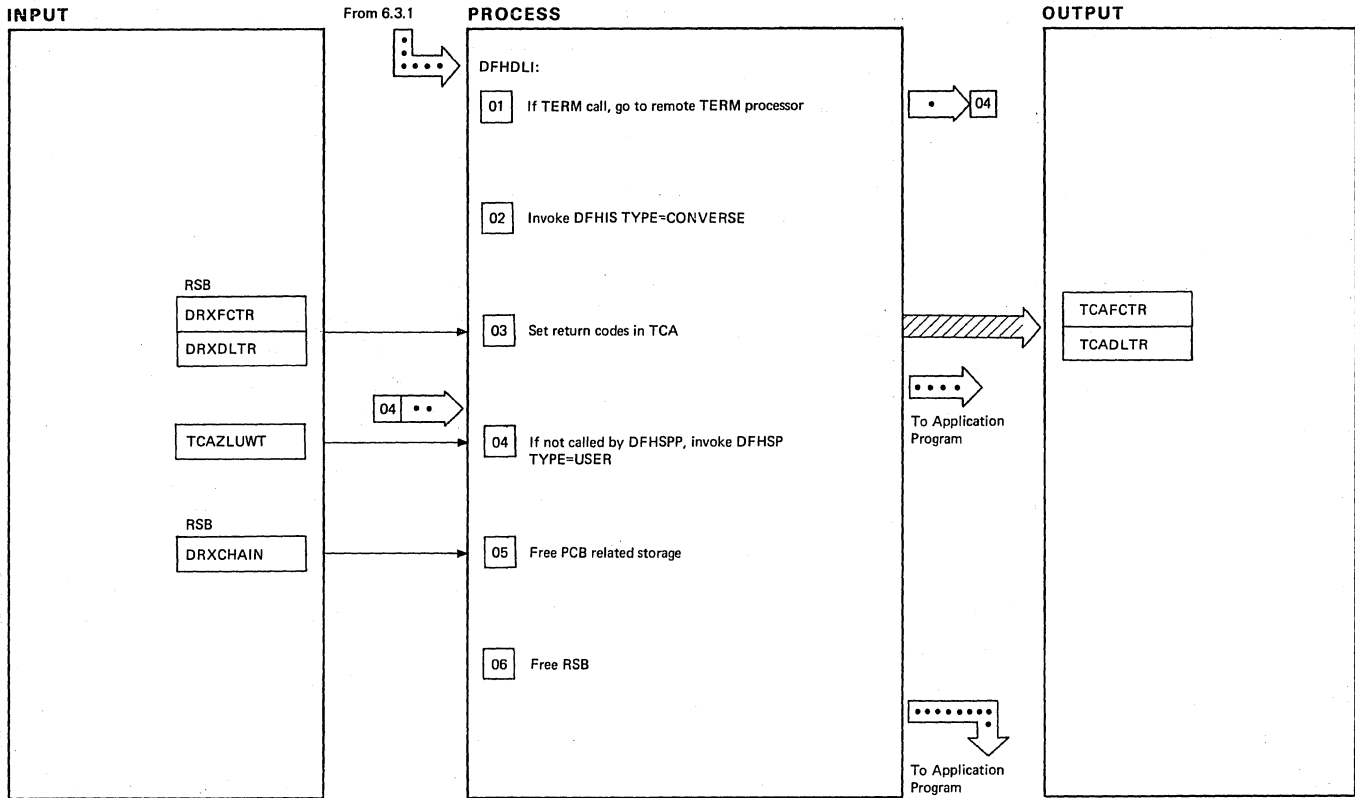 INPUT
From 6.3.1
PROCESS
OUTPUT
DFHDLI:
01 If TERM call, go to remote TERM processor
04
02 Invoke DFHIS TYPE=CONVERSE
RSB
DRXFCTR
DRXDLTR
03 Set return codes in TCA
TCAFCTR
TCADLTR
To Application
Program
04
TCAZLUWT
04 If not called by DFHSPP, invoke DFHSP
TYPE=USER
RSB
DRXCHAIN
05 Free PCB related storage
06 Free RSB
To Application
Program